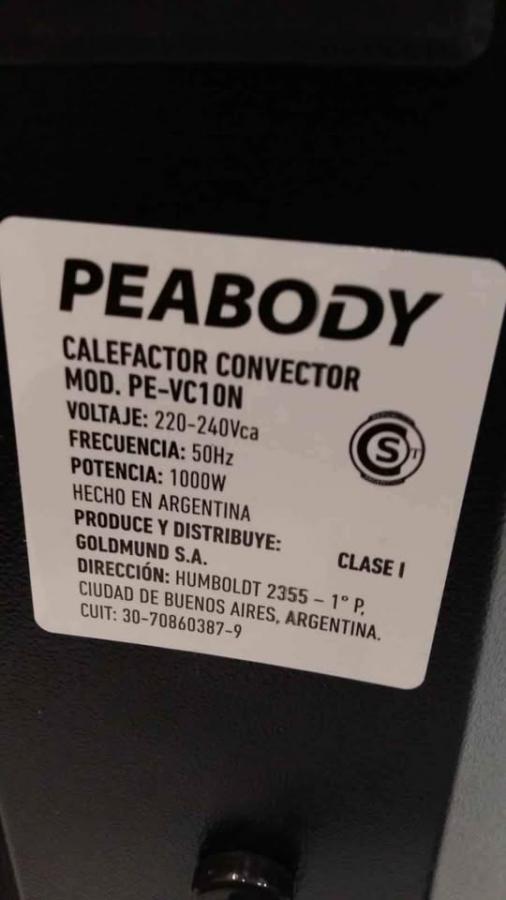 PEABODY
CALEFACTOR CONVECTOR
MOD. PE-VC10N
VOLTAJE: 220-240Vca
FRECUENCIA: 50Hz
POTENCIA: 1000W
HECHO EN ARGENTINA
PRODUCE Y DISTRIBUYE:
GOLDMUND S.A.
DIRECCIÓN: HUMBOLDT 2355 – 1° P,
CIUDAD DE BUENOS AIRES, ARGENTINA.
CUIT: 30-70860387-9
S
CLASE I